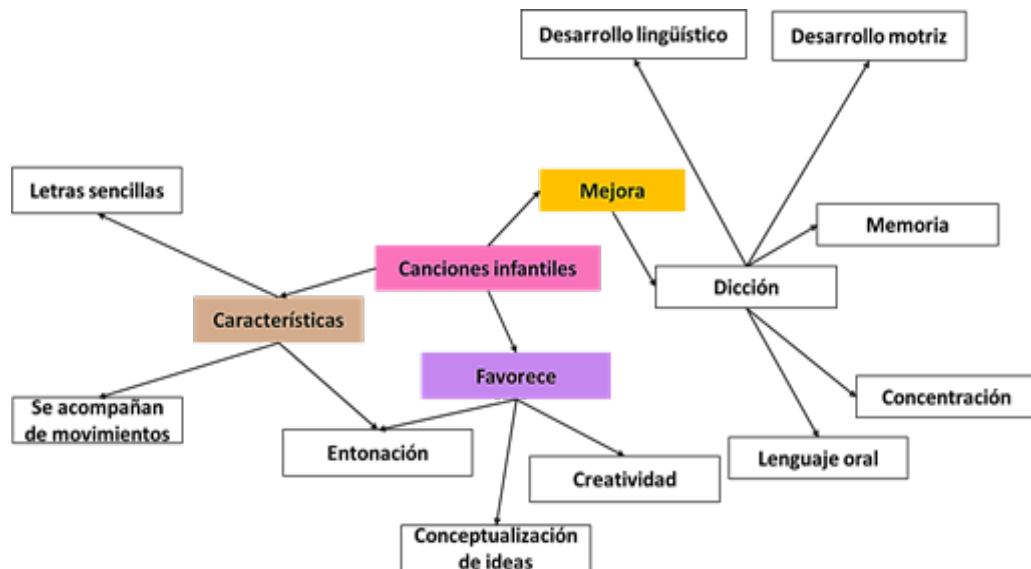 Desarrollo lingüístico
Desarrollo motriz
Letras sencillas
Mejora
Memoria
Canciones infantiles
Dicción
Características
Favorece
Concentración
Se acompañan
de movimientos
Entonación
Lenguaje oral
Creatividad
Conceptualización
de ideas